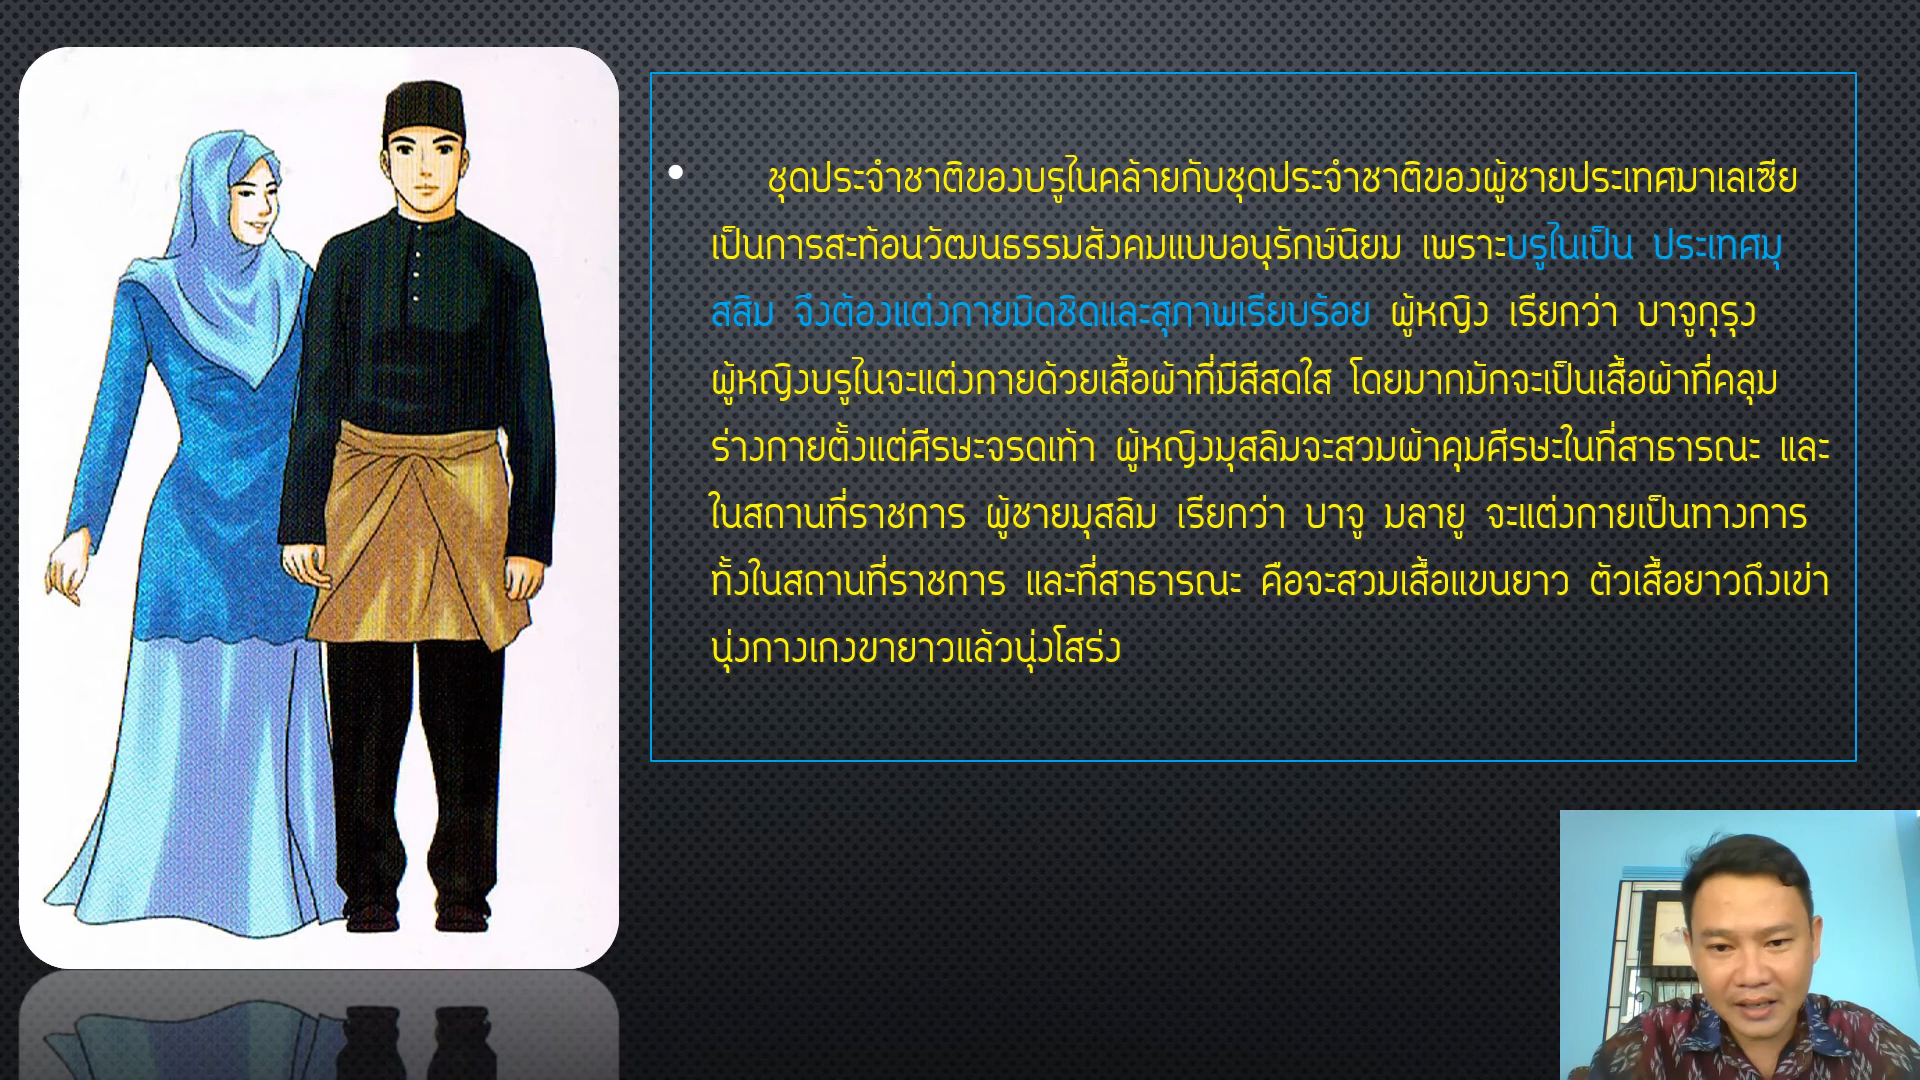 • ชุดประจำชาติของบรูไนคล้ายกับชุดประจำชาติของผู้ชายประเทศมาเลเซีย
เป็นการสะท้อนวัฒนธรรมสังคมแบบอนุรักษ์นิยม เพราะบรูไนเป็น ประเทศมุ
สสิม จึงต้องแต่งกายมิดชิดและสุภาพเรียบร้อย ผู้หญิง เรียกว่า บาจูกุรุง
ผู้หญิงบรูไนจะแต่งกายด้วยเสื้อผ้าที่มีสีสดใส โดยมากมักจะเป็นเสื้อผ้าที่คลุม
ร่างกายตั้งแต่ศีรษะจรดเท้า ผู้หญิงมุสลิมจะสวมผ้าคุมศีรษะในที่สาธารณะ และ
ในสถานที่ราชการ ผู้ชายมุสลิม เรียกว่า บาจู มลายู จะแต่งกายเป็นทางการ
ทั้งในสถานที่ราชการ และที่สาธารณะ คือจะสวมเสื้อแขนยาว ตัวเสื้อยาวถึงเข่า
นุ่งกางเกงขายาวแล้วนุ่งโสร่ง